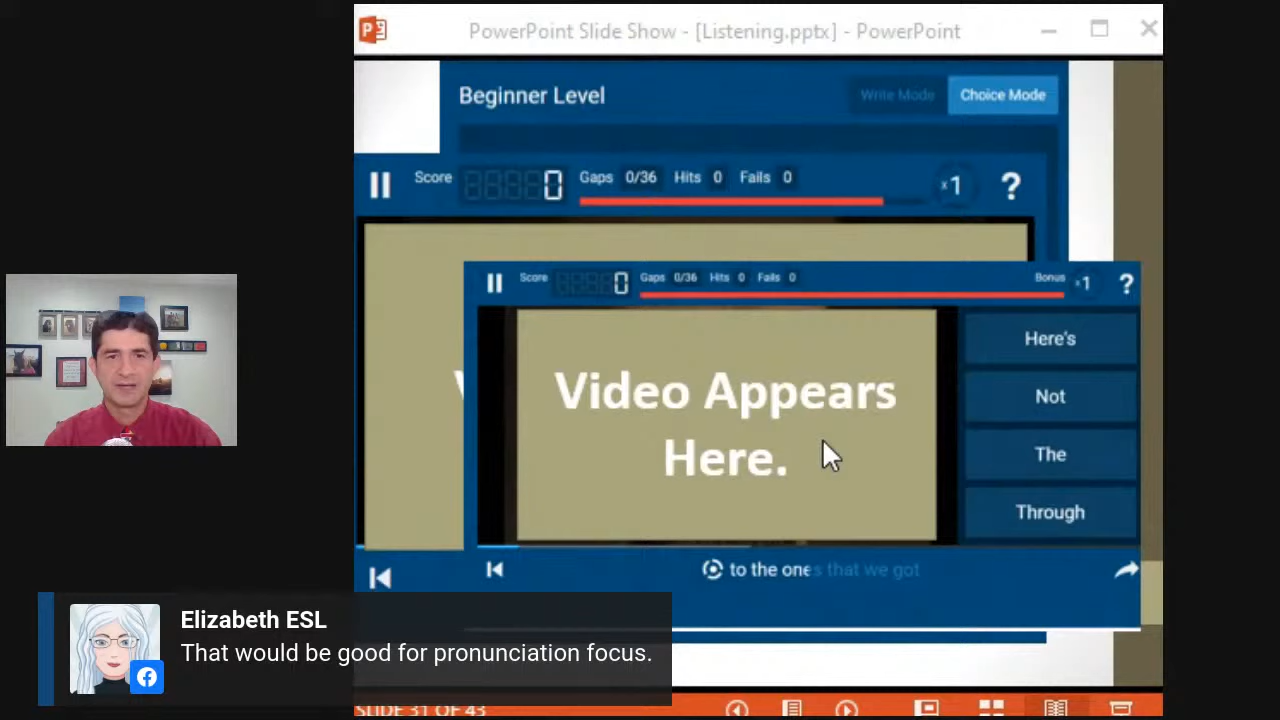 PowerPoint Slide Show - [Listening.pptx] - PowerPoint
Beginner Level
Write Mode
Choice Mode
Score 0 Gaps 0/36 Hits 0 Fails 0 x1 ?
Score 0 Gaps 0/36 Hits 0 Fails 0 Bonus x1 ?
Video Appears
Here.
Here's
Not
The
Through
to the ones that we got
Elizabeth ESL
That would be good for pronunciation focus.
SLIDE 31 OF 43